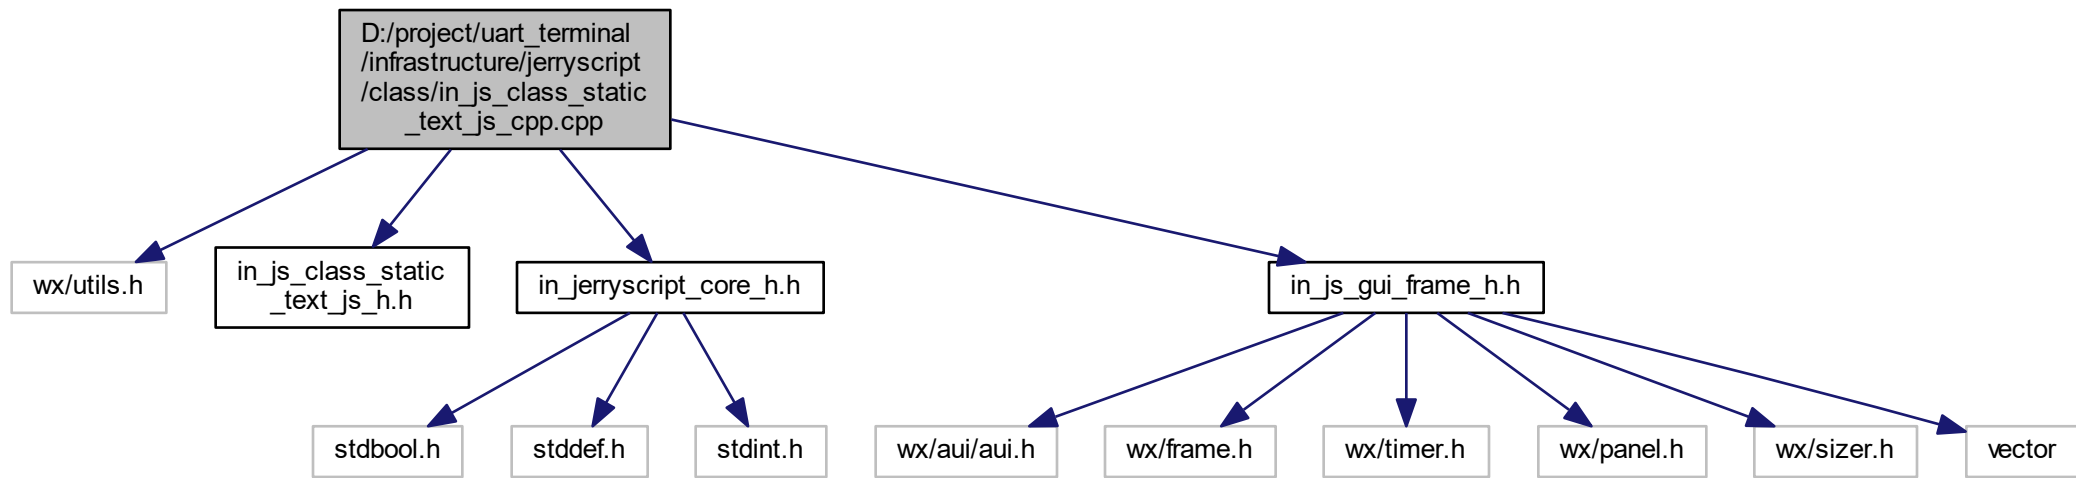 D:/project/uart_terminal
/infrastructure/jerryscript
/class/in_js_class_static
_text_js_cpp.cpp
wx/utils.h
in_js_class_static
_text_js_h.h
in_jerryscript_core_h.h
in_js_gui_frame_h.h
stdbool.h
stddef.h
stdint.h
wx/aui/aui.h
wx/frame.h
wx/timer.h
wx/panel.h
wx/sizer.h
vector